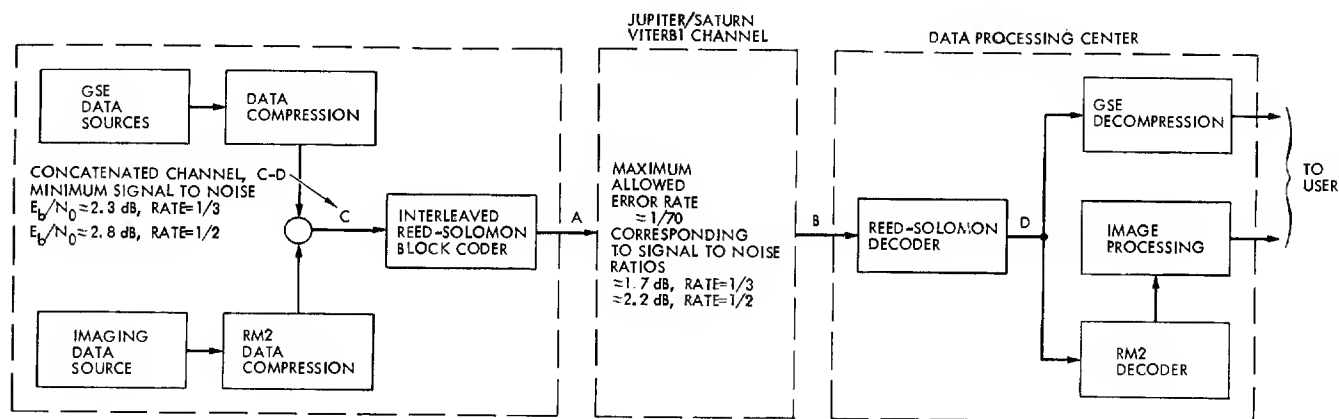 JUPITER/SATURN
VITERBI CHANNEL
DATA PROCESSING CENTER
GSE
DATA
SOURCES
DATA
COMPRESSION
CONCATENATED CHANNEL, C-D
MINIMUM SIGNAL TO NOISE
E_b/N_0 ≈ 2.3 dB, RATE=1/3
E_b/N_0 ≈ 2.8 dB, RATE=1/2
C
INTERLEAVED
REED-SOLOMON
BLOCK CODER
A
IMAGING
DATA
SOURCE
RM2
DATA
COMPRESSION
MAXIMUM
ALLOWED
ERROR RATE
≈ 1/70
CORRESPONDING
TO SIGNAL TO NOISE
RATIOS
≈1.7 dB, RATE=1/3
≈2.2 dB, RATE=1/2
B
REED-SOLOMON
DECODER
D
GSE
DECOMPRESSION
IMAGE
PROCESSING
RM2
DECODER
TO
USER